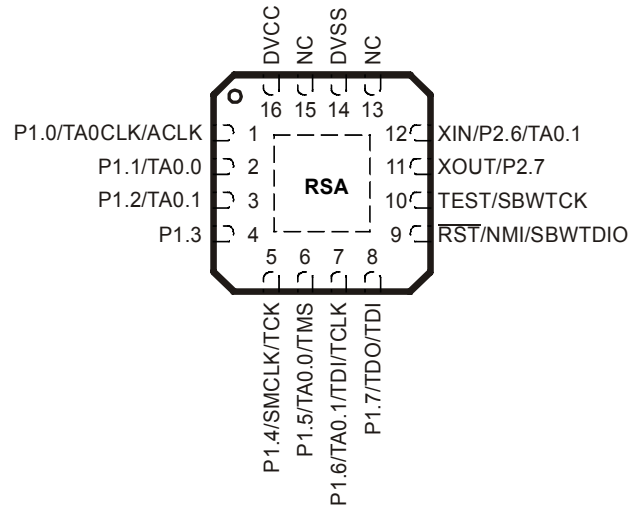 DVCC
NC
DVSS
NC
16
15
14
13
P1.0/TA0CLK/ACLK
1
12
XIN/P2.6/TA0.1
P1.1/TA0.0
2
11
XOUT/P2.7
RSA
P1.2/TA0.1
3
10
TEST/SBWTCK
P1.3
4
9
RST/NMI/SBWTDIO
5
6
7
8
P1.4/SMCLK/TCK
P1.5/TA0.0/TMS
P1.6/TA0.1/TDI/TCLK
P1.7/TDO/TDI